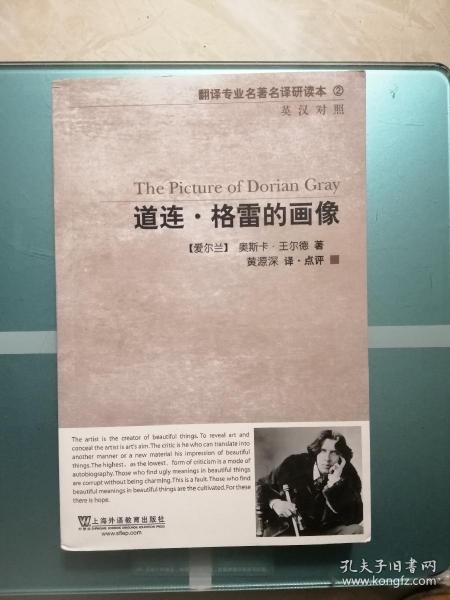 翻译专业名著名译研读本 ②
英汉对照
The Picture of Dorian Gray
道连·格雷的画像
【爱尔兰】 奥斯卡·王尔德 著
黄源深 译·点评
The artist is the creator of beautiful things. To reveal art and
conceal the artist is art's aim. The critic is he who can translate into
another manner or a new material his impression of beautiful
things. The highest, as the lowest, form of criticism is a mode of
autobiography. Those who find ugly meanings in beautiful things
are corrupt without being charming. This is a fault. Those who find
beautiful meanings in beautiful things are the cultivated. For these
there is hope.
上海外语教育出版社
www.sflep.com
孔夫子旧书网
www.kongfz.com